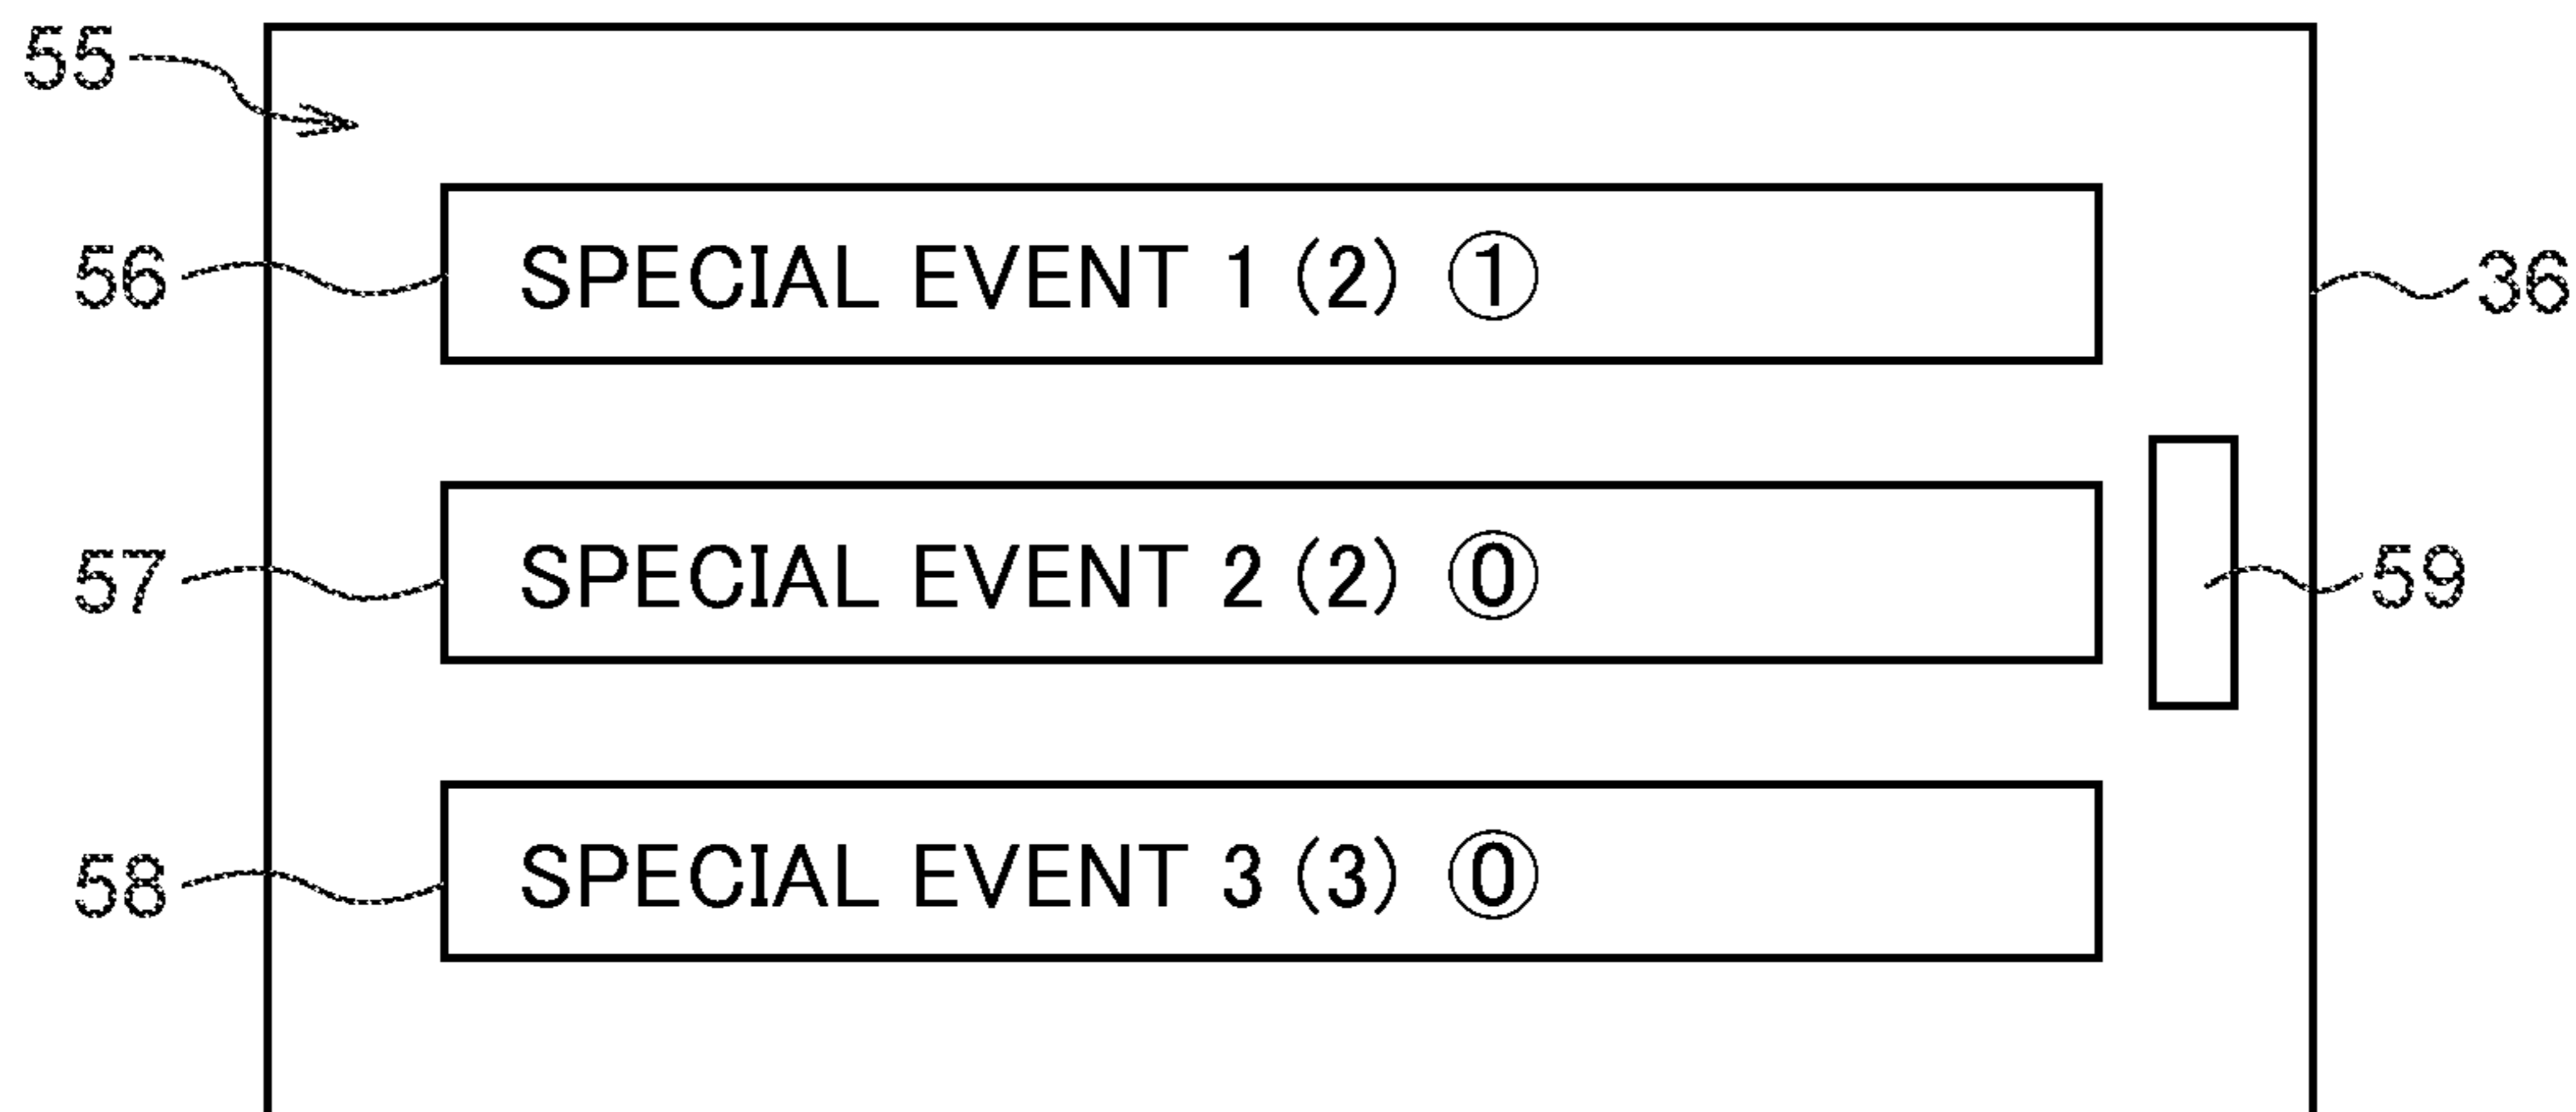 55
56 SPECIAL EVENT 1 (2) ① 36
57 SPECIAL EVENT 2 (2) ⓪ 59
58 SPECIAL EVENT 3 (3) ⓪